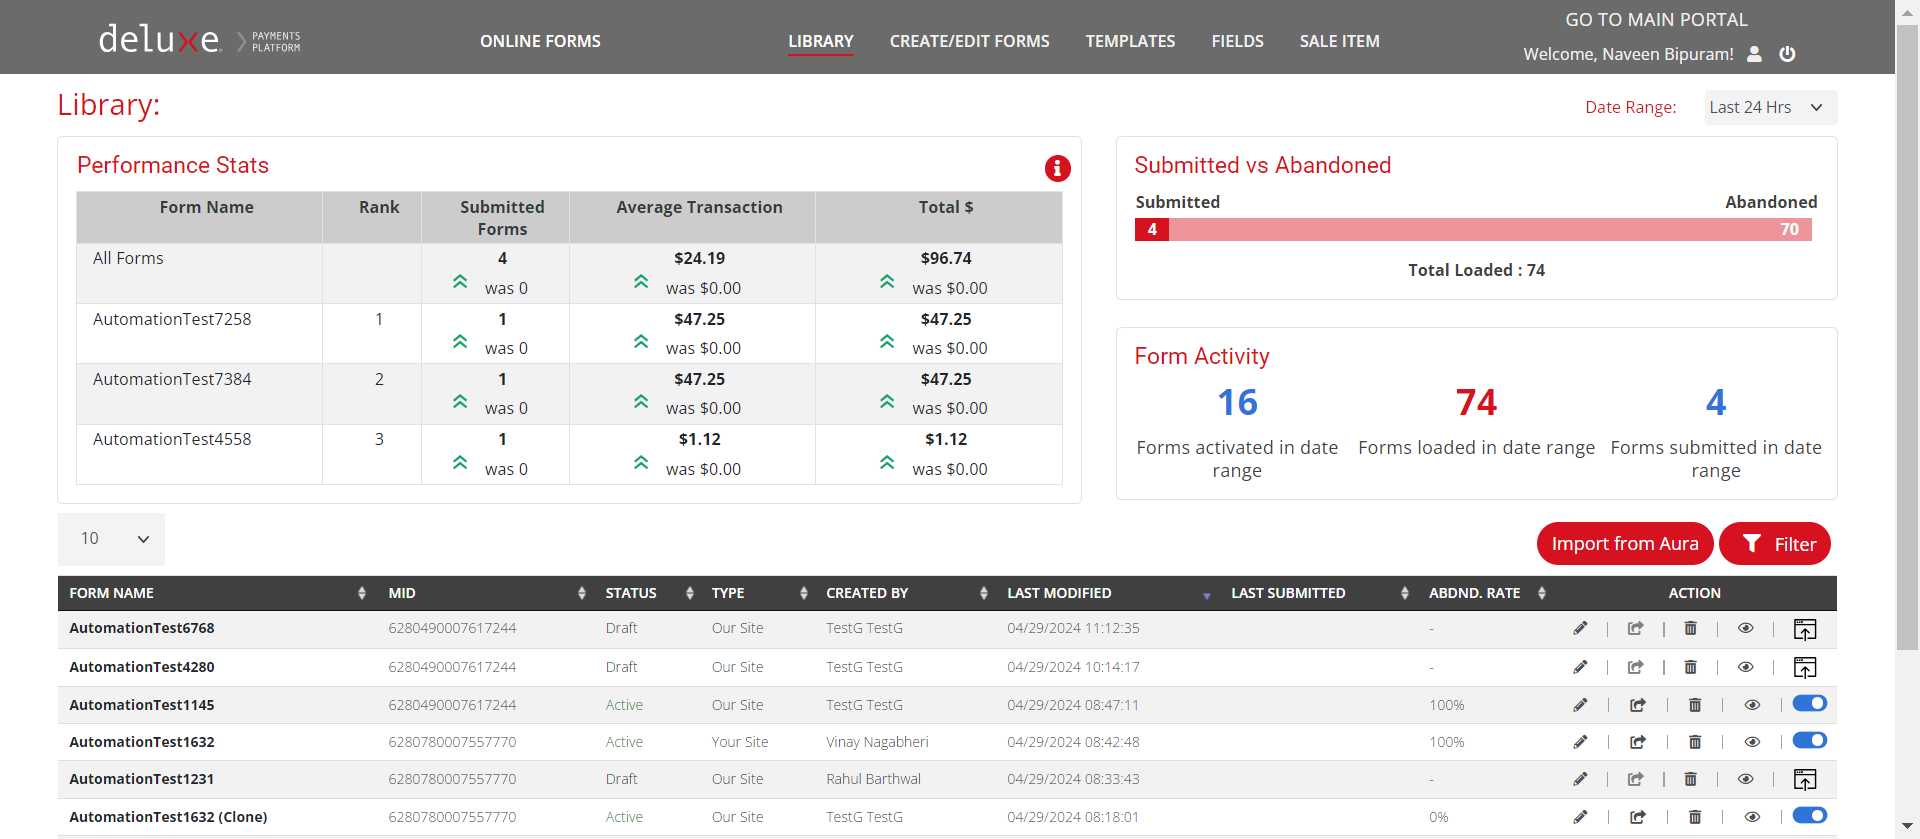 deluxe PAYMENTS PLATFORM
ONLINE FORMS
LIBRARY CREATE/EDIT FORMS TEMPLATES FIELDS SALE ITEM
GO TO MAIN PORTAL
Welcome, Naveen Bipuram!
Library:
Date Range: Last 24 Hrs
Performance Stats
Form Name Rank Submitted Forms Average Transaction Total $
All Forms 4 $24.19 $96.74
was 0 was $0.00 was $0.00
AutomationTest7258 1 1 $47.25 $47.25
was 0 was $0.00 was $0.00
AutomationTest7384 2 1 $47.25 $47.25
was 0 was $0.00 was $0.00
AutomationTest4558 3 1 $1.12 $1.12
was 0 was $0.00 was $0.00
Submitted vs Abandoned
Submitted Abandoned
4 70
Total Loaded : 74
Form Activity
16 74 4
Forms activated in date range
Forms loaded in date range
Forms submitted in date range
10
Import from Aura Filter
FORM NAME MID STATUS TYPE CREATED BY LAST MODIFIED LAST SUBMITTED ABDND. RATE ACTION
AutomationTest6768 6280490007617244 Draft Our Site TestG TestG 04/29/2024 11:12:35 -
AutomationTest4280 6280490007617244 Draft Our Site TestG TestG 04/29/2024 10:14:17 -
AutomationTest1145 6280490007617244 Active Our Site TestG TestG 04/29/2024 08:47:11 100%
AutomationTest1632 6280780007557770 Active Your Site Vinay Nagabheri 04/29/2024 08:42:48 100%
AutomationTest1231 6280780007557770 Draft Our Site Rahul Barthwal 04/29/2024 08:33:43 -
AutomationTest1632 (Clone) 6280780007557770 Active Our Site TestG TestG 04/29/2024 08:18:01 0%